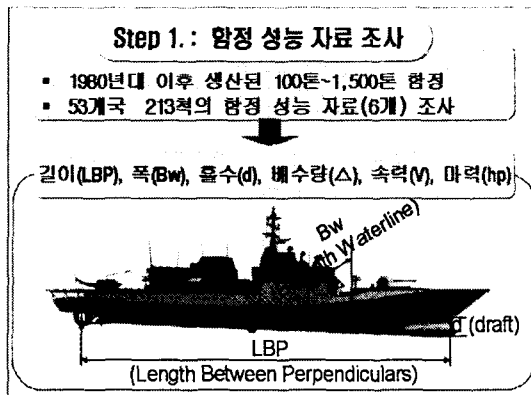 Step 1. : 함정 성능 자료 조사
▪ 1980년대 이후 생산된 100톤~1,500톤 함정
▪ 53개국 213척의 함정 성능 자료(6개) 조사
길이(LBP), 폭(Bw), 흘수(d), 배수량(△), 속력(V), 마력(hp)
Bw
th Waterline)
d (draft)
LBP
(Length Between Perpendiculars)